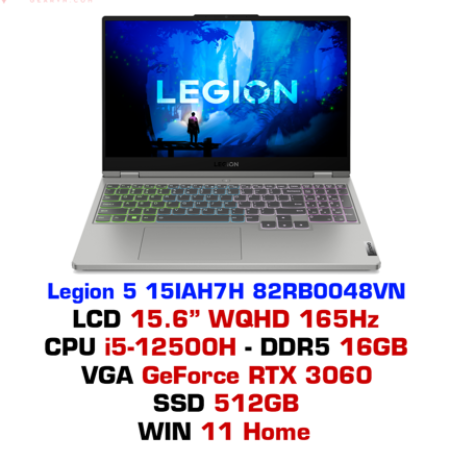 LEGION
LEGION
Legion 5 15IAH7H 82RB0048VN
LCD 15.6” WQHD 165Hz
CPU i5-12500H - DDR5 16GB
VGA GeForce RTX 3060
SSD 512GB
WIN 11 Home